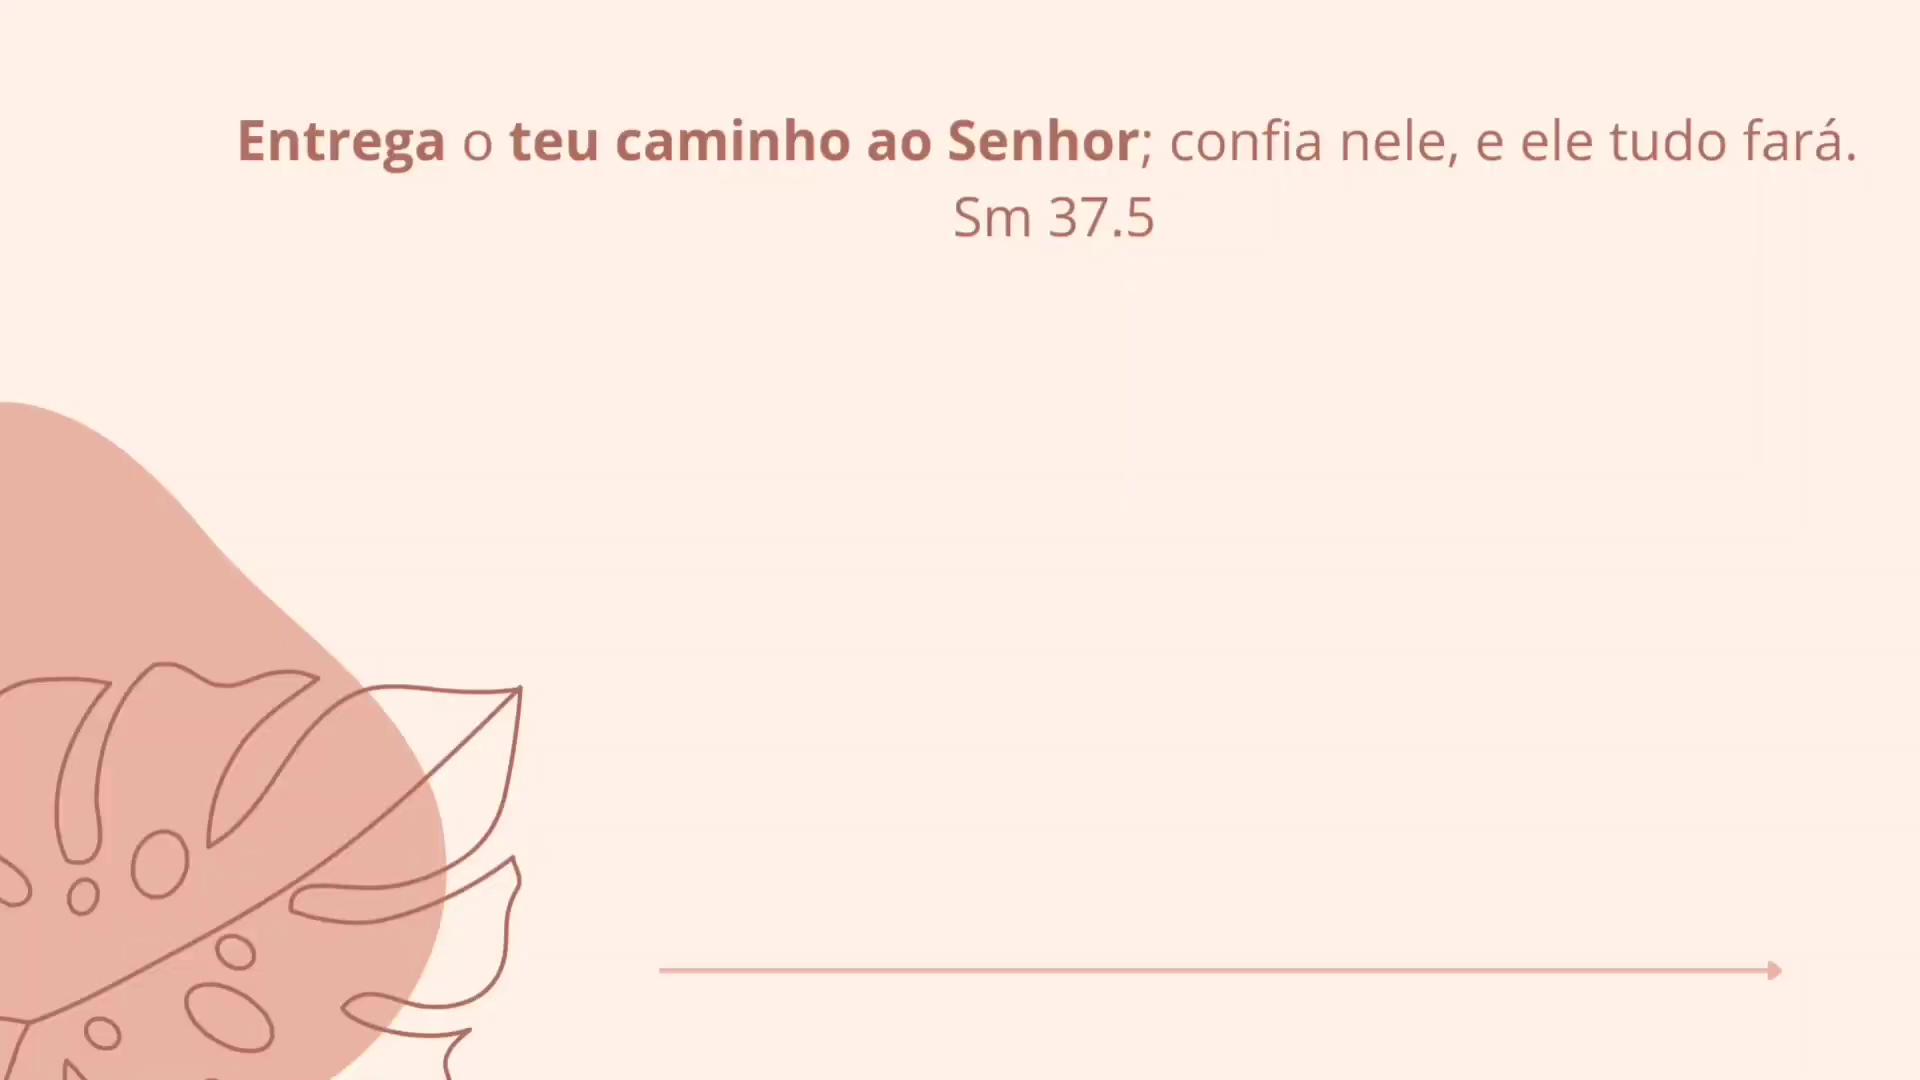 Entrega o teu caminho ao Senhor; confia nele, e ele tudo fará.
Sm 37.5